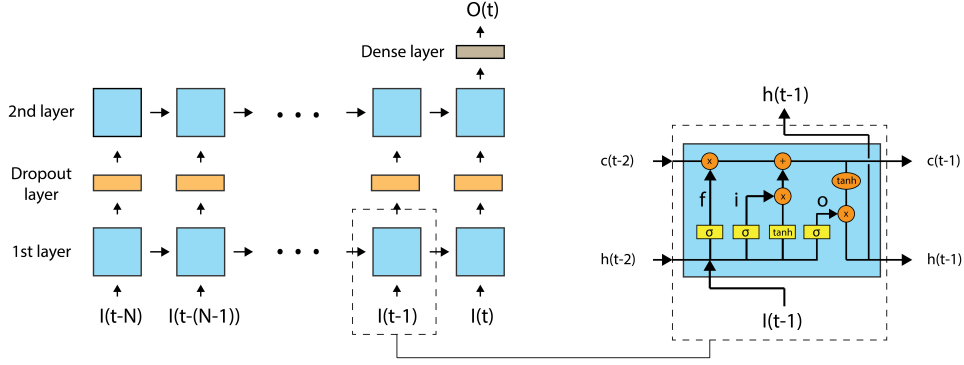 O(t)
Dense layer
2nd layer
. . .
Dropout
layer
1st layer
. . .
I(t-N)
I(t-(N-1))
I(t-1)
I(t)
h(t-1)
c(t-2)
x
+
c(t-1)
tanh
f
i
x
o
x
σ
σ
tanh
σ
h(t-2)
h(t-1)
I(t-1)